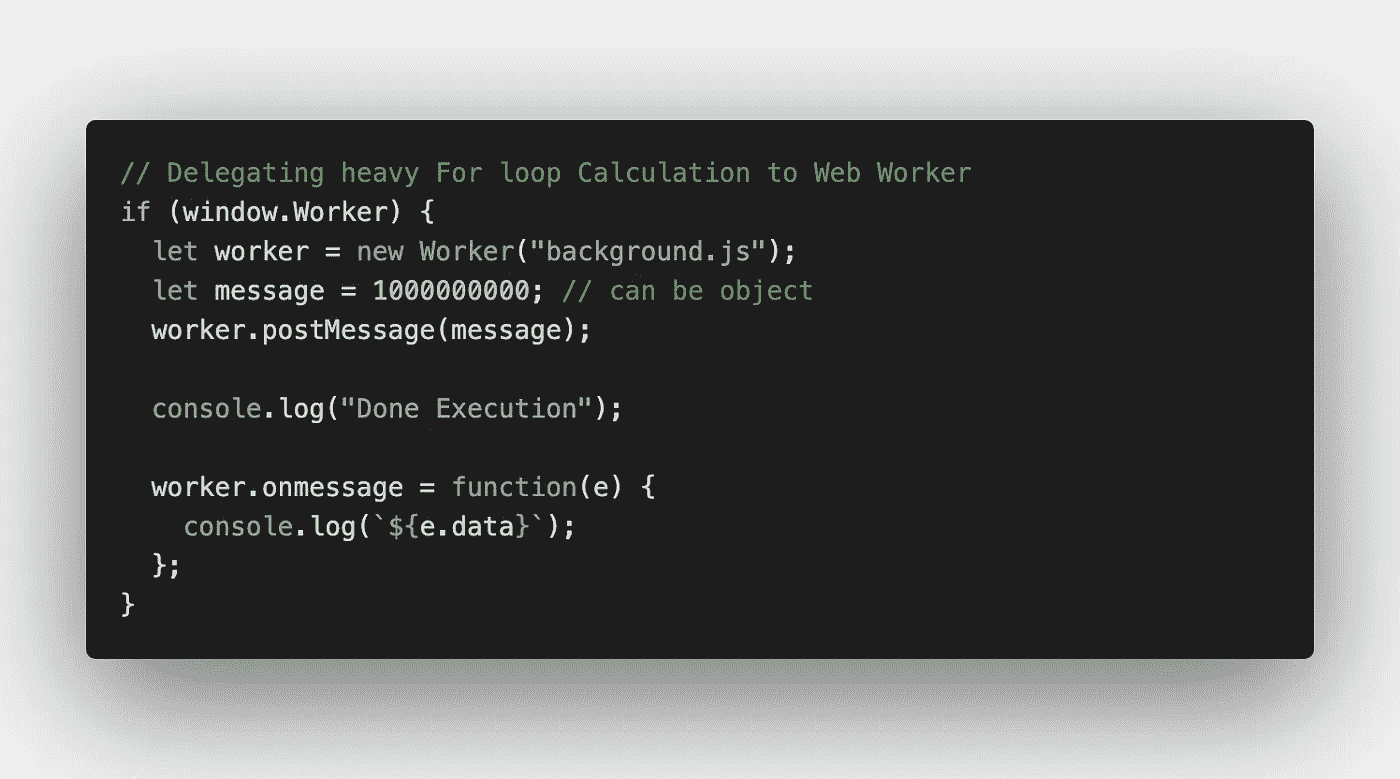 // Delegating heavy For loop Calculation to Web Worker
if (window.Worker) {
  let worker = new Worker("background.js");
  let message = 1000000000; // can be object
  worker.postMessage(message);
  console.log("Done Execution");
  worker.onmessage = function(e) {
    console.log(`${e.data}`);
  };
}